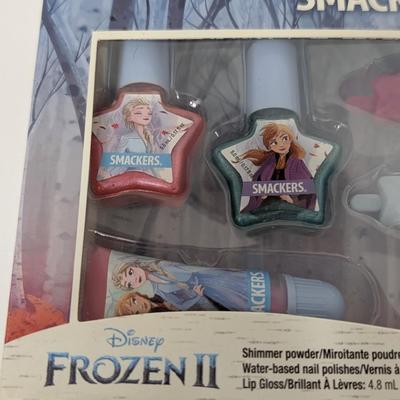 SMACK
SMACKERS
SMACKERS
SMACKERS
Disney
FROZEN II
Shimmer powder/Miroitante poudre
Water-based nail polishes/Vernis à
Lip Gloss/Brillant À Lèvres: 4.8 mL